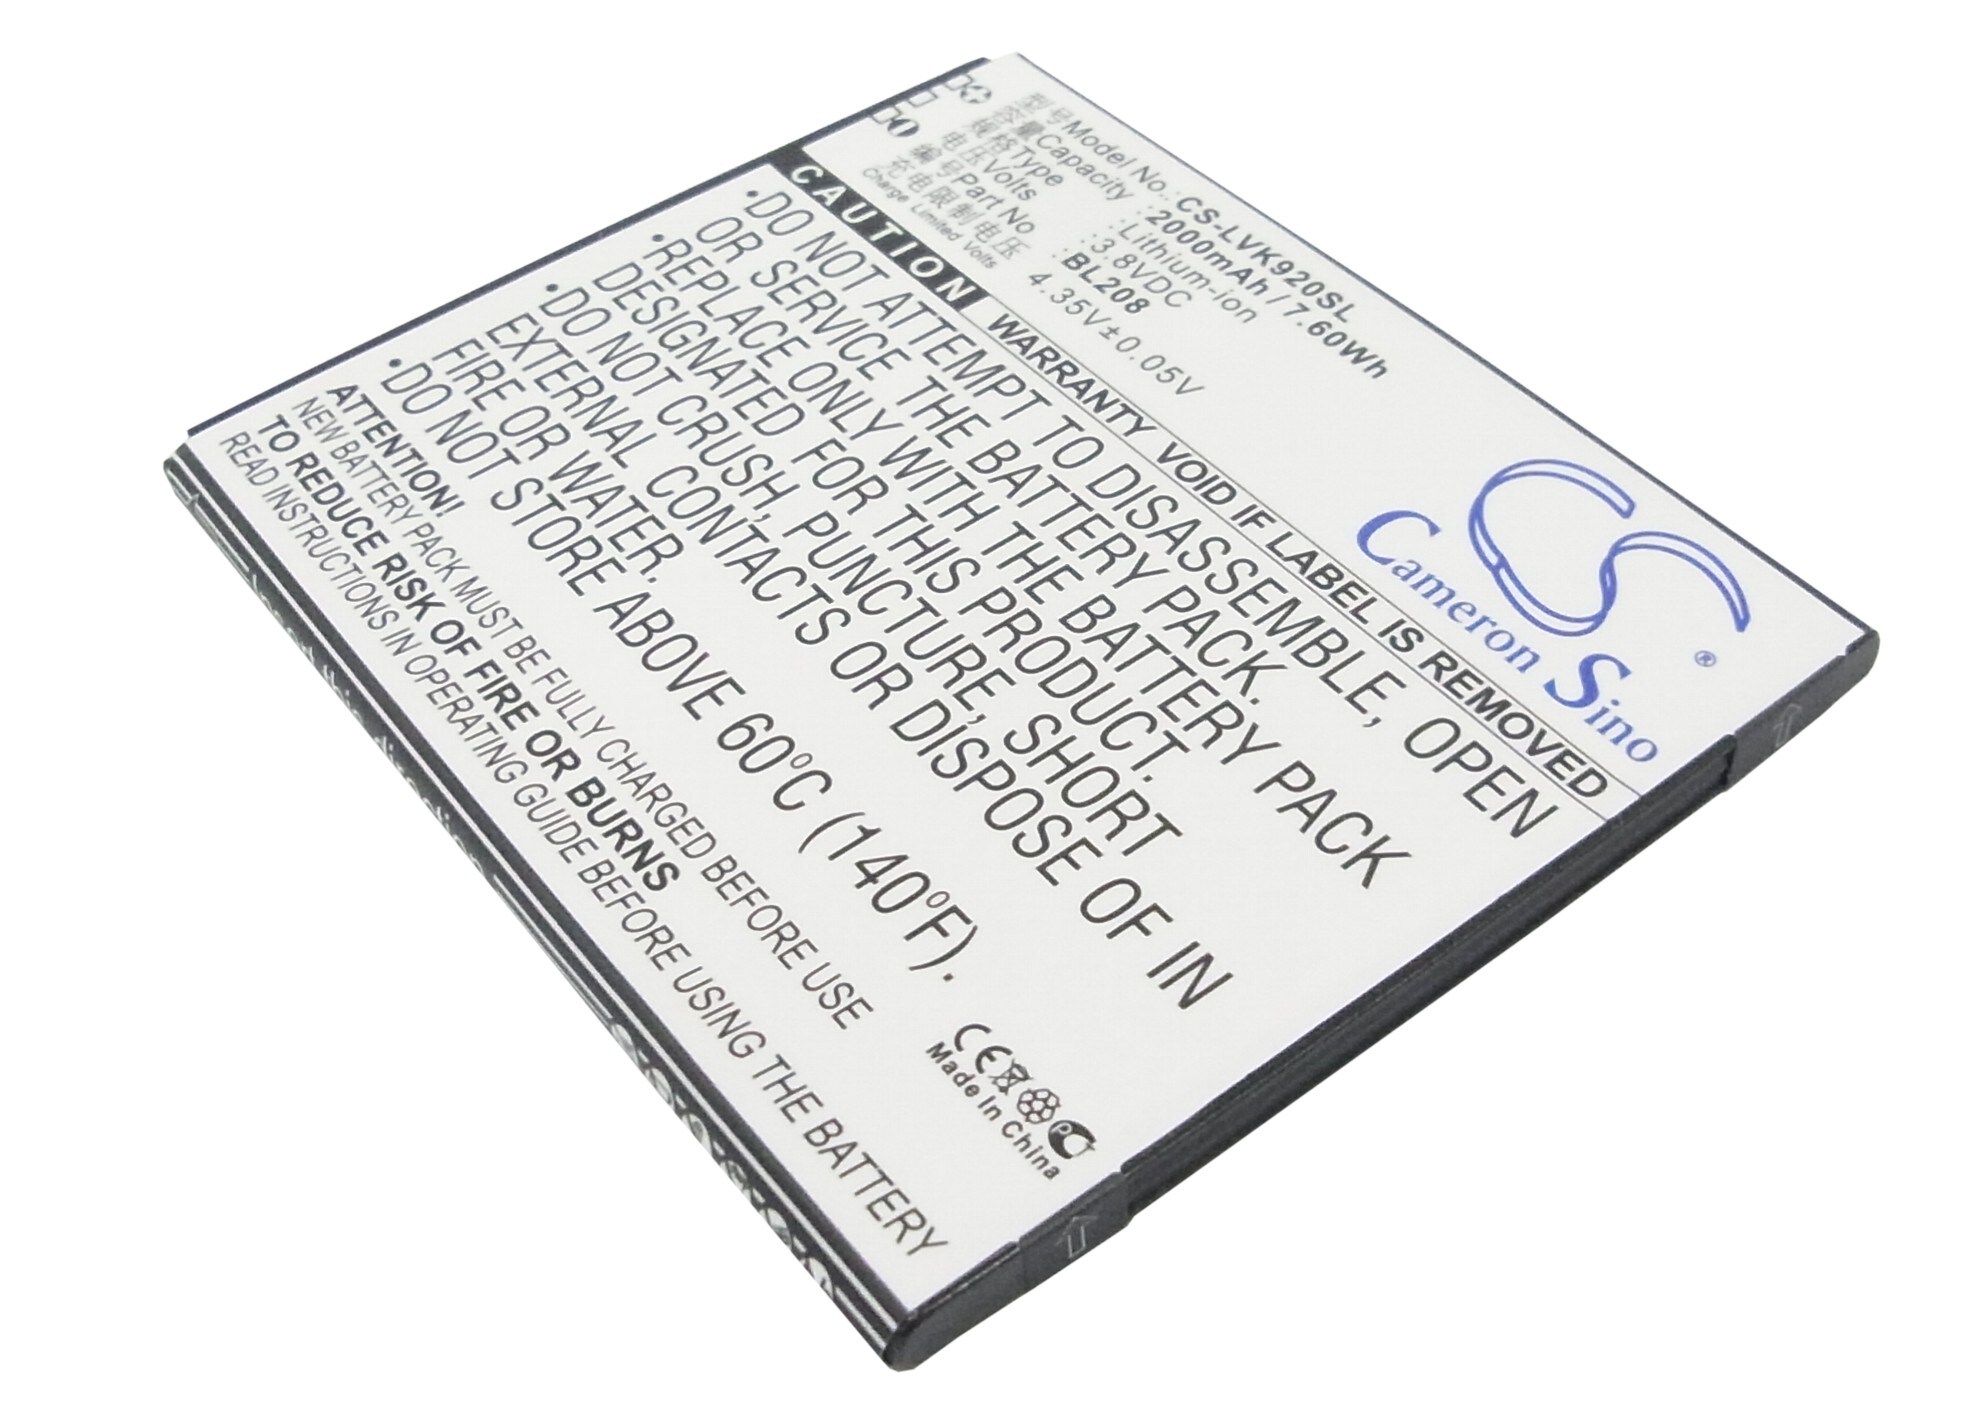 型号Model No.: CS-LVK920SL
容量Capacity :2000mAh / 7.60Wh
规格Type :Lithium-ion
电压Volts :3.8VDC
编号Part No :BL208
充电限制电压 4.35V±0.05V
Charge Limited Volts
CS
Cameron Sino ®
CAUTION WARRANTY VOID IF LABEL IS REMOVED
•DO NOT ATTEMPT TO DISASSEMBLE, OPEN
OR SERVICE THE BATTERY PACK.
•REPLACE ONLY WITH THE BATTERY PACK
DESIGNATED FOR THIS PRODUCT.
•DO NOT CRUSH, PUNCTURE, SHORT
EXTERNAL CONTACTS OR DISPOSE OF IN
FIRE OR WATER.
•DO NOT STORE ABOVE 60°C (140°F).
ATTENTION!
NEW BATTERY PACK MUST BE FULLY CHARGED BEFORE USE
TO REDUCE RISK OF FIRE OR BURNS
READ INSTRUCTIONS IN OPERATING GUIDE BEFORE USING THE BATTERY
CE
Made In China
Insert this direction